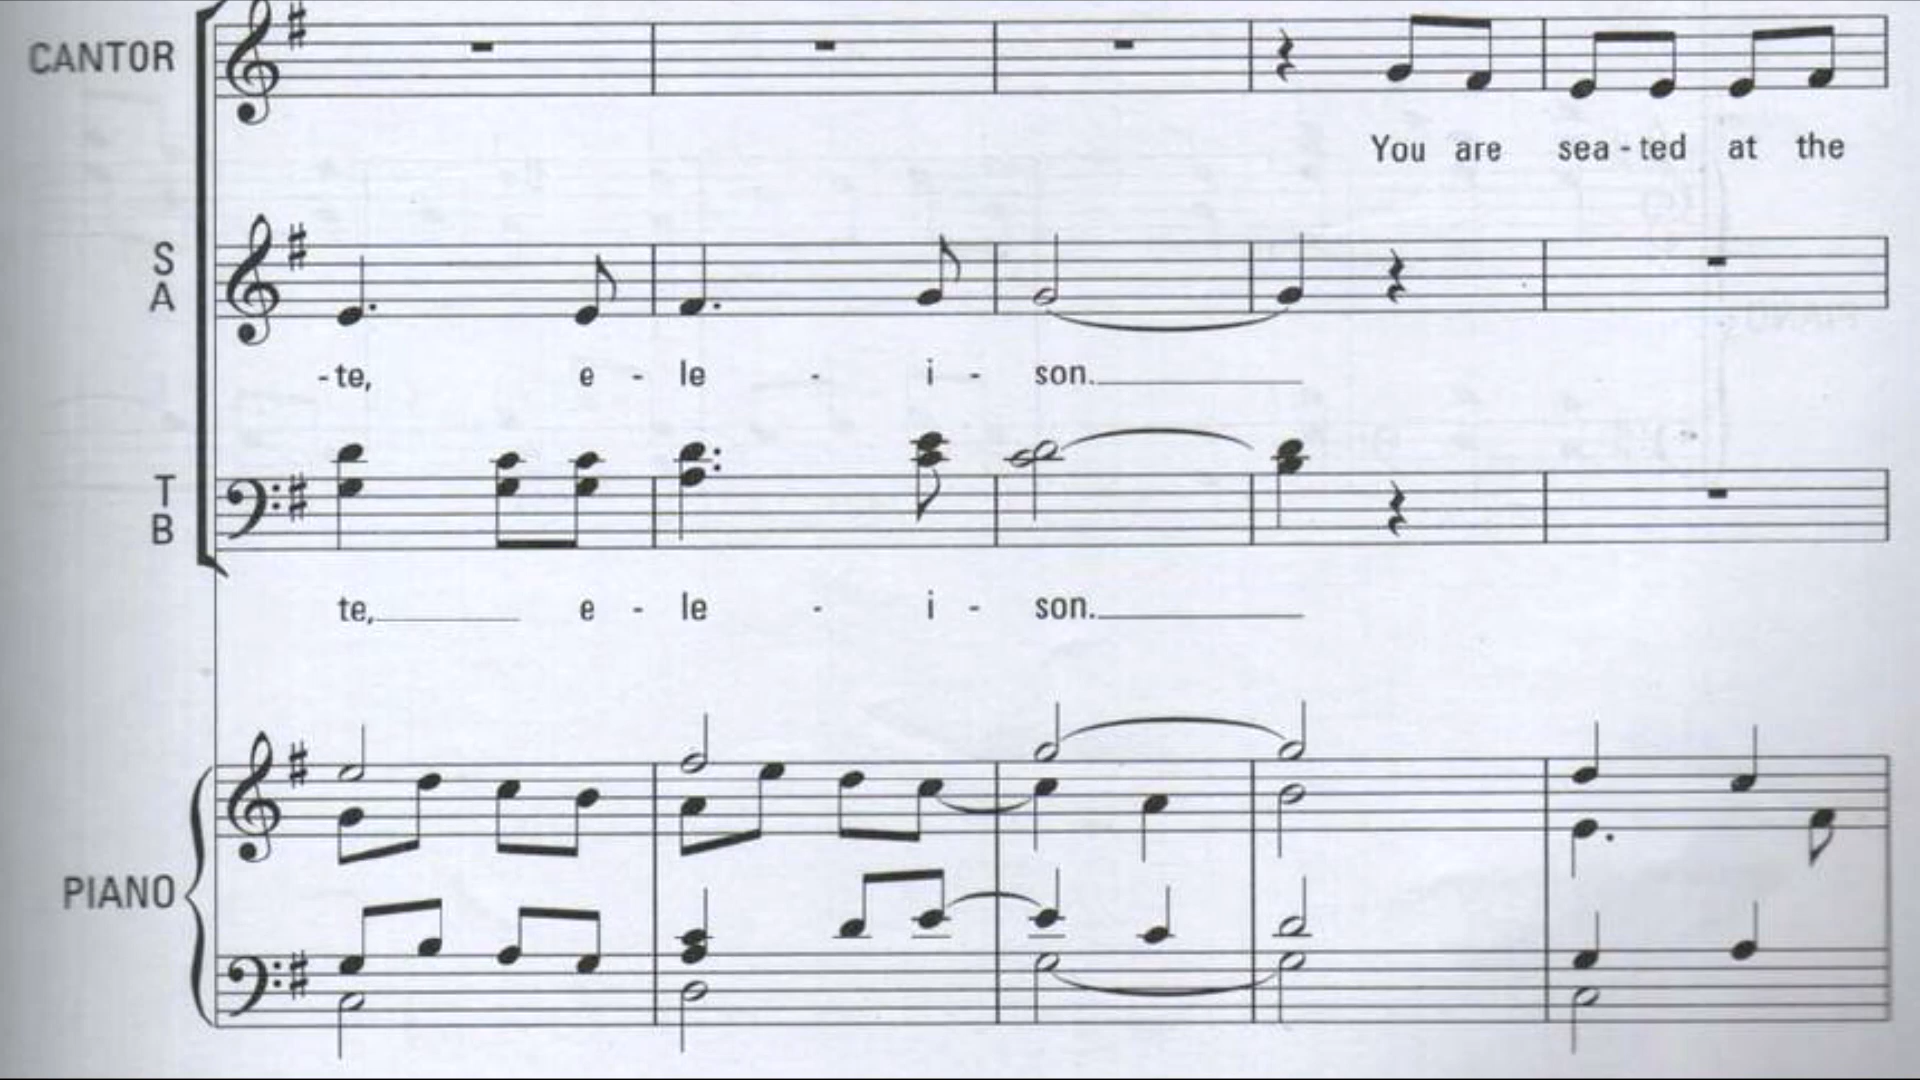 CANTOR
You are sea - ted at the
S
A
- te, e - le - i - son.
T
B
te, e - le - i - son.
PIANO